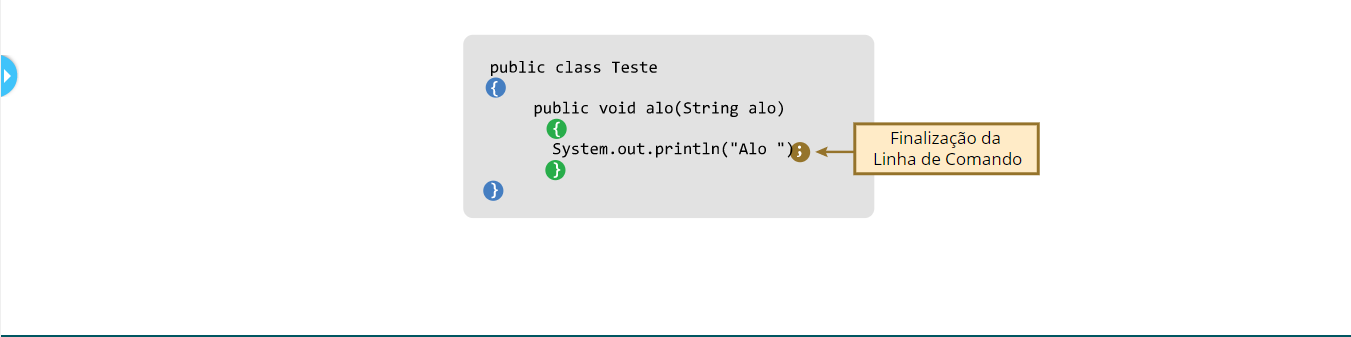 public class Teste
{
public void alo(String alo)
{
System.out.println("Alo ");
}
}
Finalização da
Linha de Comando